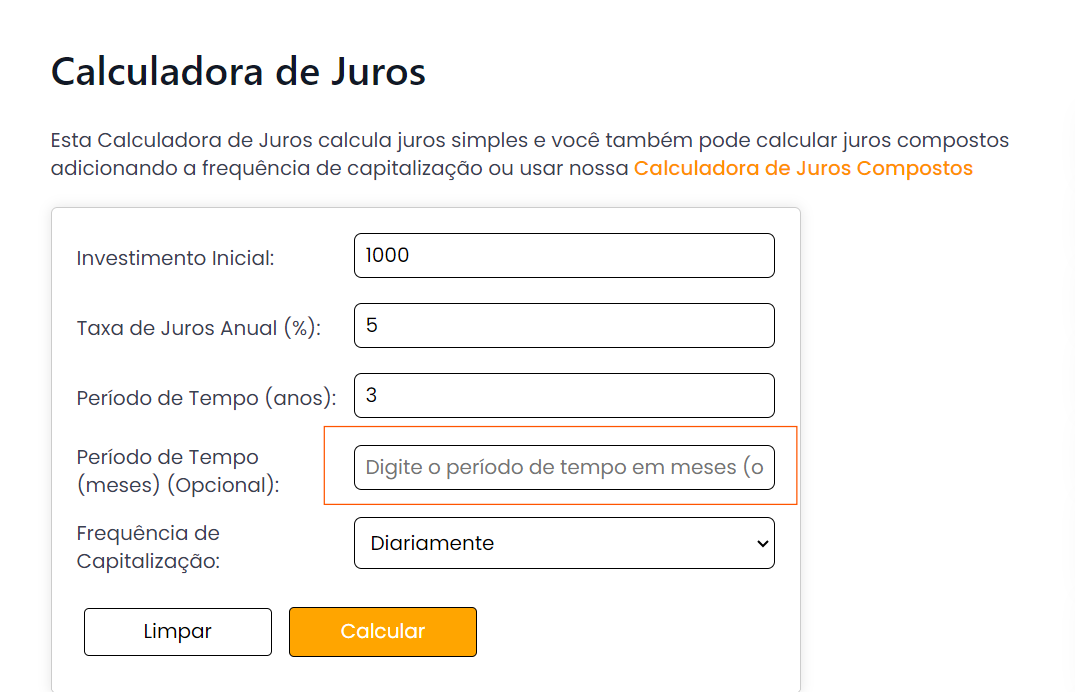 Calculadora de Juros
Esta Calculadora de Juros calcula juros simples e você também pode calcular juros compostos
adicionando a frequência de capitalização ou usar nossa Calculadora de Juros Compostos
Investimento Inicial:
1000
Taxa de Juros Anual (%):
5
Período de Tempo (anos):
3
Período de Tempo
(meses) (Opcional):
Digite o período de tempo em meses (o
Frequência de
Capitalização:
Diariamente
Limpar
Calcular